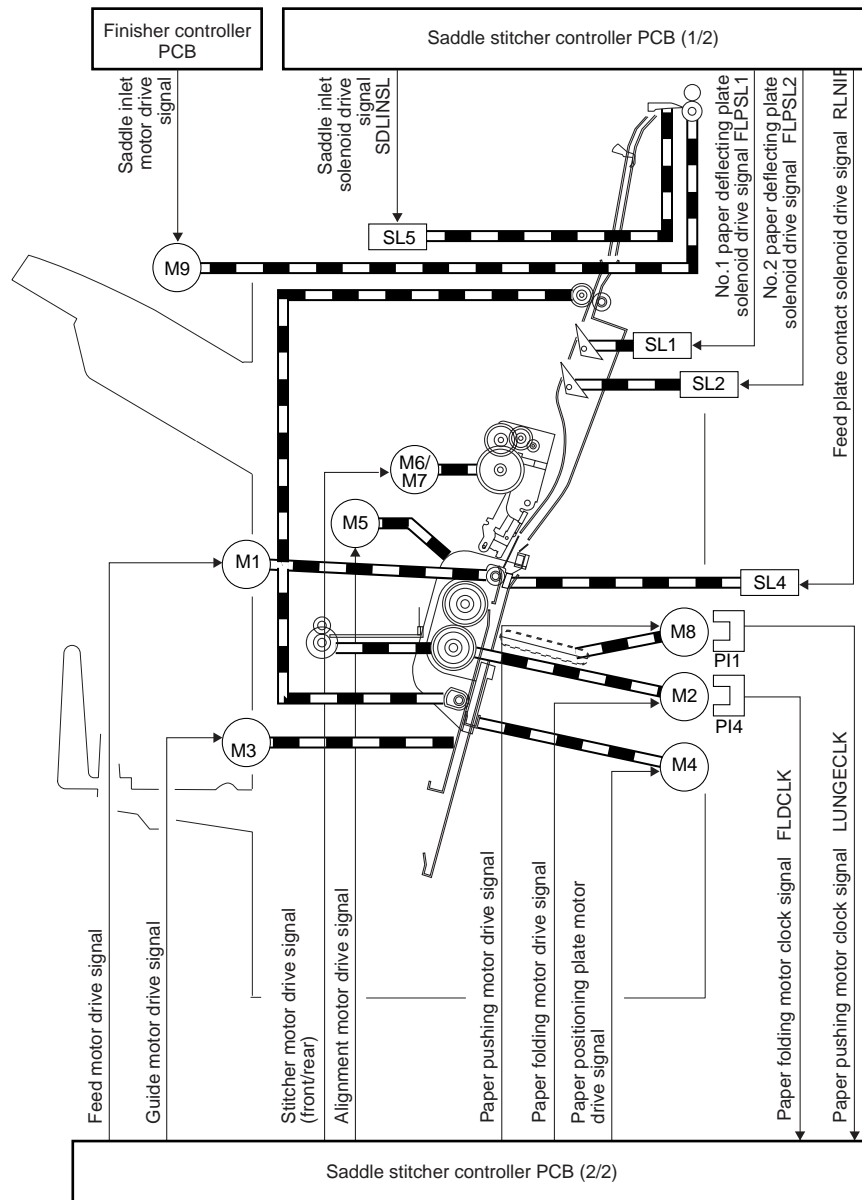 Finisher controller
PCB
Saddle stitcher controller PCB (1/2)
Saddle inlet
motor drive
signal
Saddle inlet
solenoid drive
signal
SDLINSL
No.1 paper deflecting plate
solenoid drive signal FLPSL1
No.2 paper deflecting plate
solenoid drive signal FLPSL2
Feed plate contact solenoid drive signal
SL5
M9
SL1
SL2
M6/
M7
M5
M1
SL4
M8
PI1
M2
PI4
M3
M4
Feed motor drive signal
Guide motor drive signal
Stitcher motor drive signal
(front/rear)
Alignment motor drive signal
Paper pushing motor drive signal
Paper folding motor drive signal
Paper positioning plate motor
drive signal
Paper folding motor clock signal FLDCLK
Paper pushing motor clock signal LUNGECLK
Saddle stitcher controller PCB (2/2)